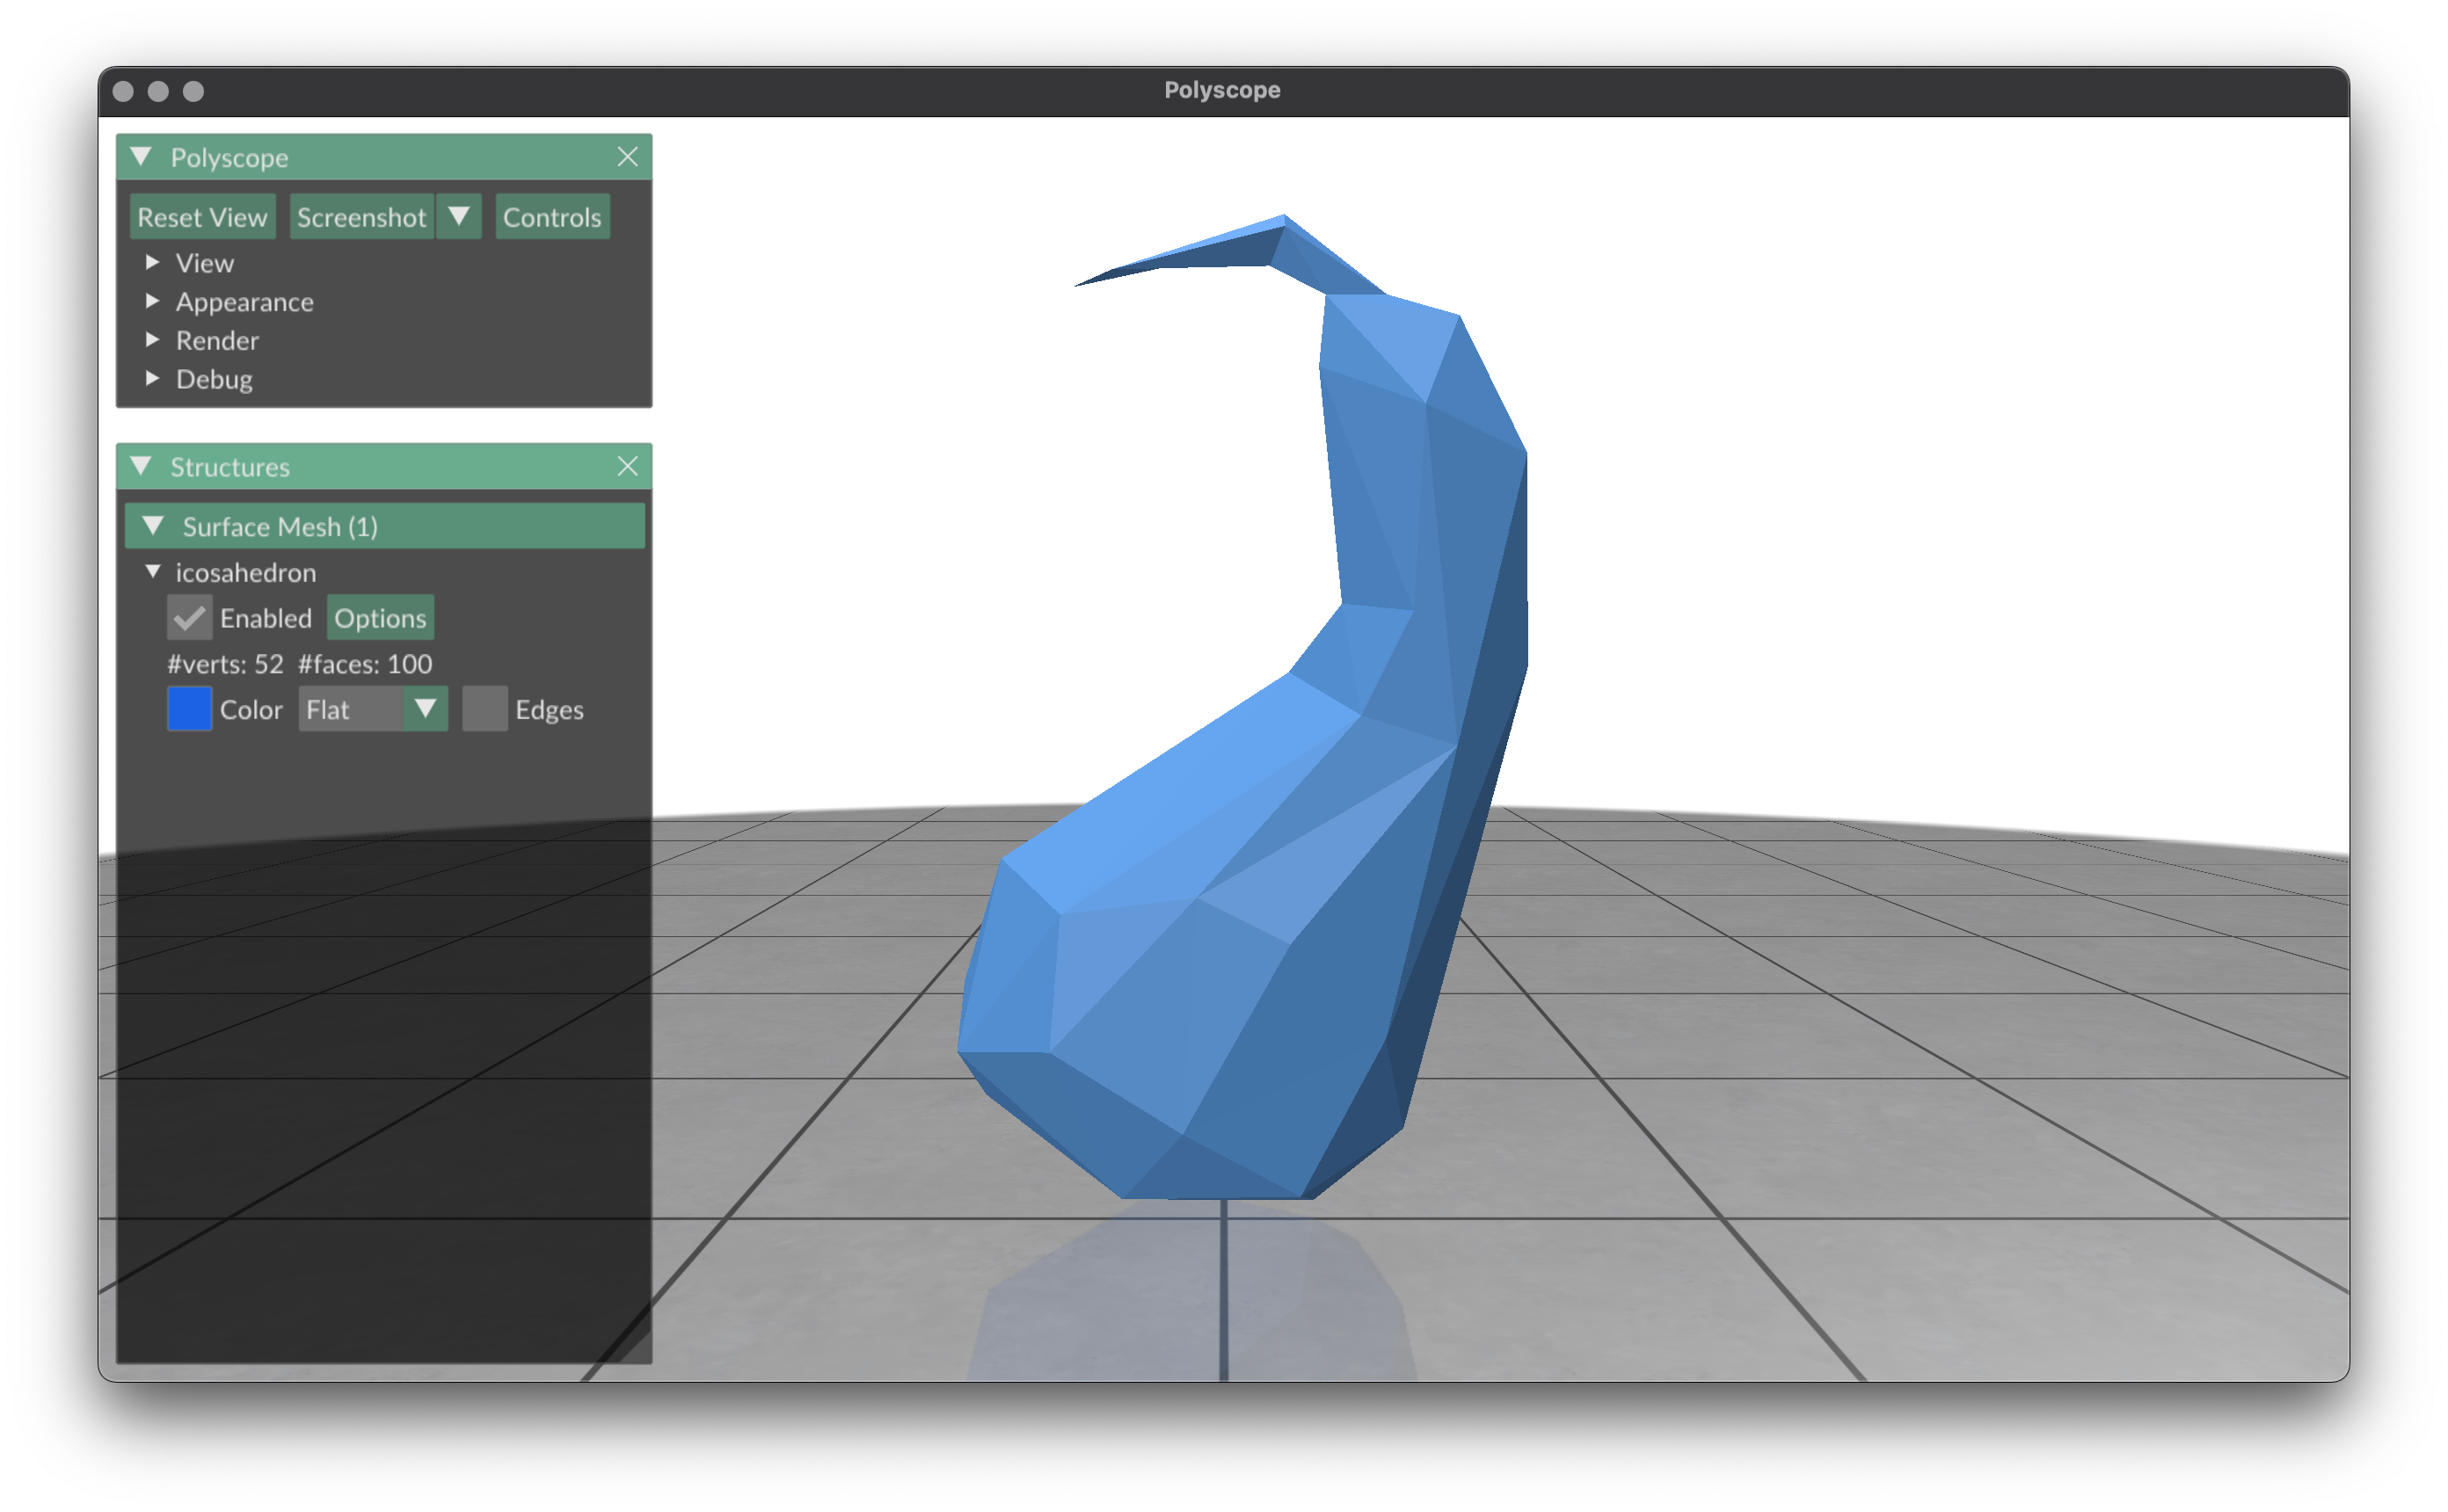 Polyscope
Polyscope
Reset View Screenshot Controls
View
Appearance
Render
Debug
Structures
Surface Mesh (1)
icosahedron
Enabled Options
#verts: 52 #faces: 100
Color Flat Edges